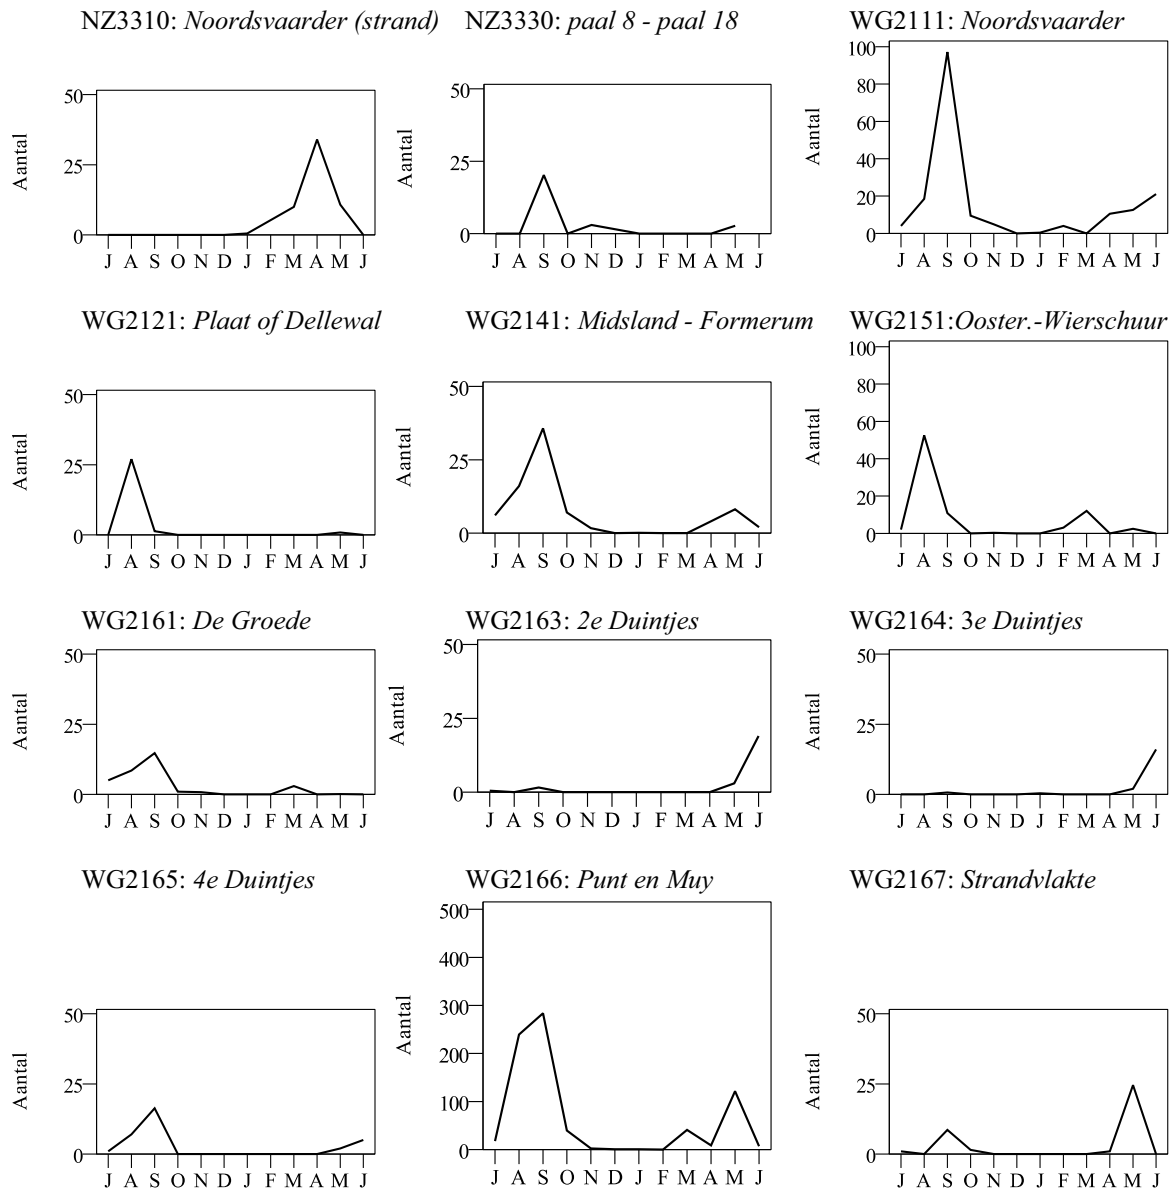 NZ3310: Noordsvaarder (strand)
50
25
0
Aantal
J A S O N D J F M A M J
NZ3330: paal 8 - paal 18
50
25
0
Aantal
J A S O N D J F M A M J
WG2111: Noordsvaarder
100
80
60
40
20
0
Aantal
J A S O N D J F M A M J
WG2121: Plaat of Dellewal
50
25
0
Aantal
J A S O N D J F M A M J
WG2141: Midsland - Formerum
50
25
0
Aantal
J A S O N D J F M A M J
WG2151:Ooster.-Wierschuur
100
80
60
40
20
0
Aantal
J A S O N D J F M A M J
WG2161: De Groede
50
25
0
Aantal
J A S O N D J F M A M J
WG2163: 2e Duintjes
50
25
0
Aantal
J A S O N D J F M A M J
WG2164: 3e Duintjes
50
25
0
Aantal
J A S O N D J F M A M J
WG2165: 4e Duintjes
50
25
0
Aantal
J A S O N D J F M A M J
WG2166: Punt en Muy
500
400
300
200
100
0
Aantal
J A S O N D J F M A M J
WG2167: Strandvlakte
50
25
0
Aantal
J A S O N D J F M A M J